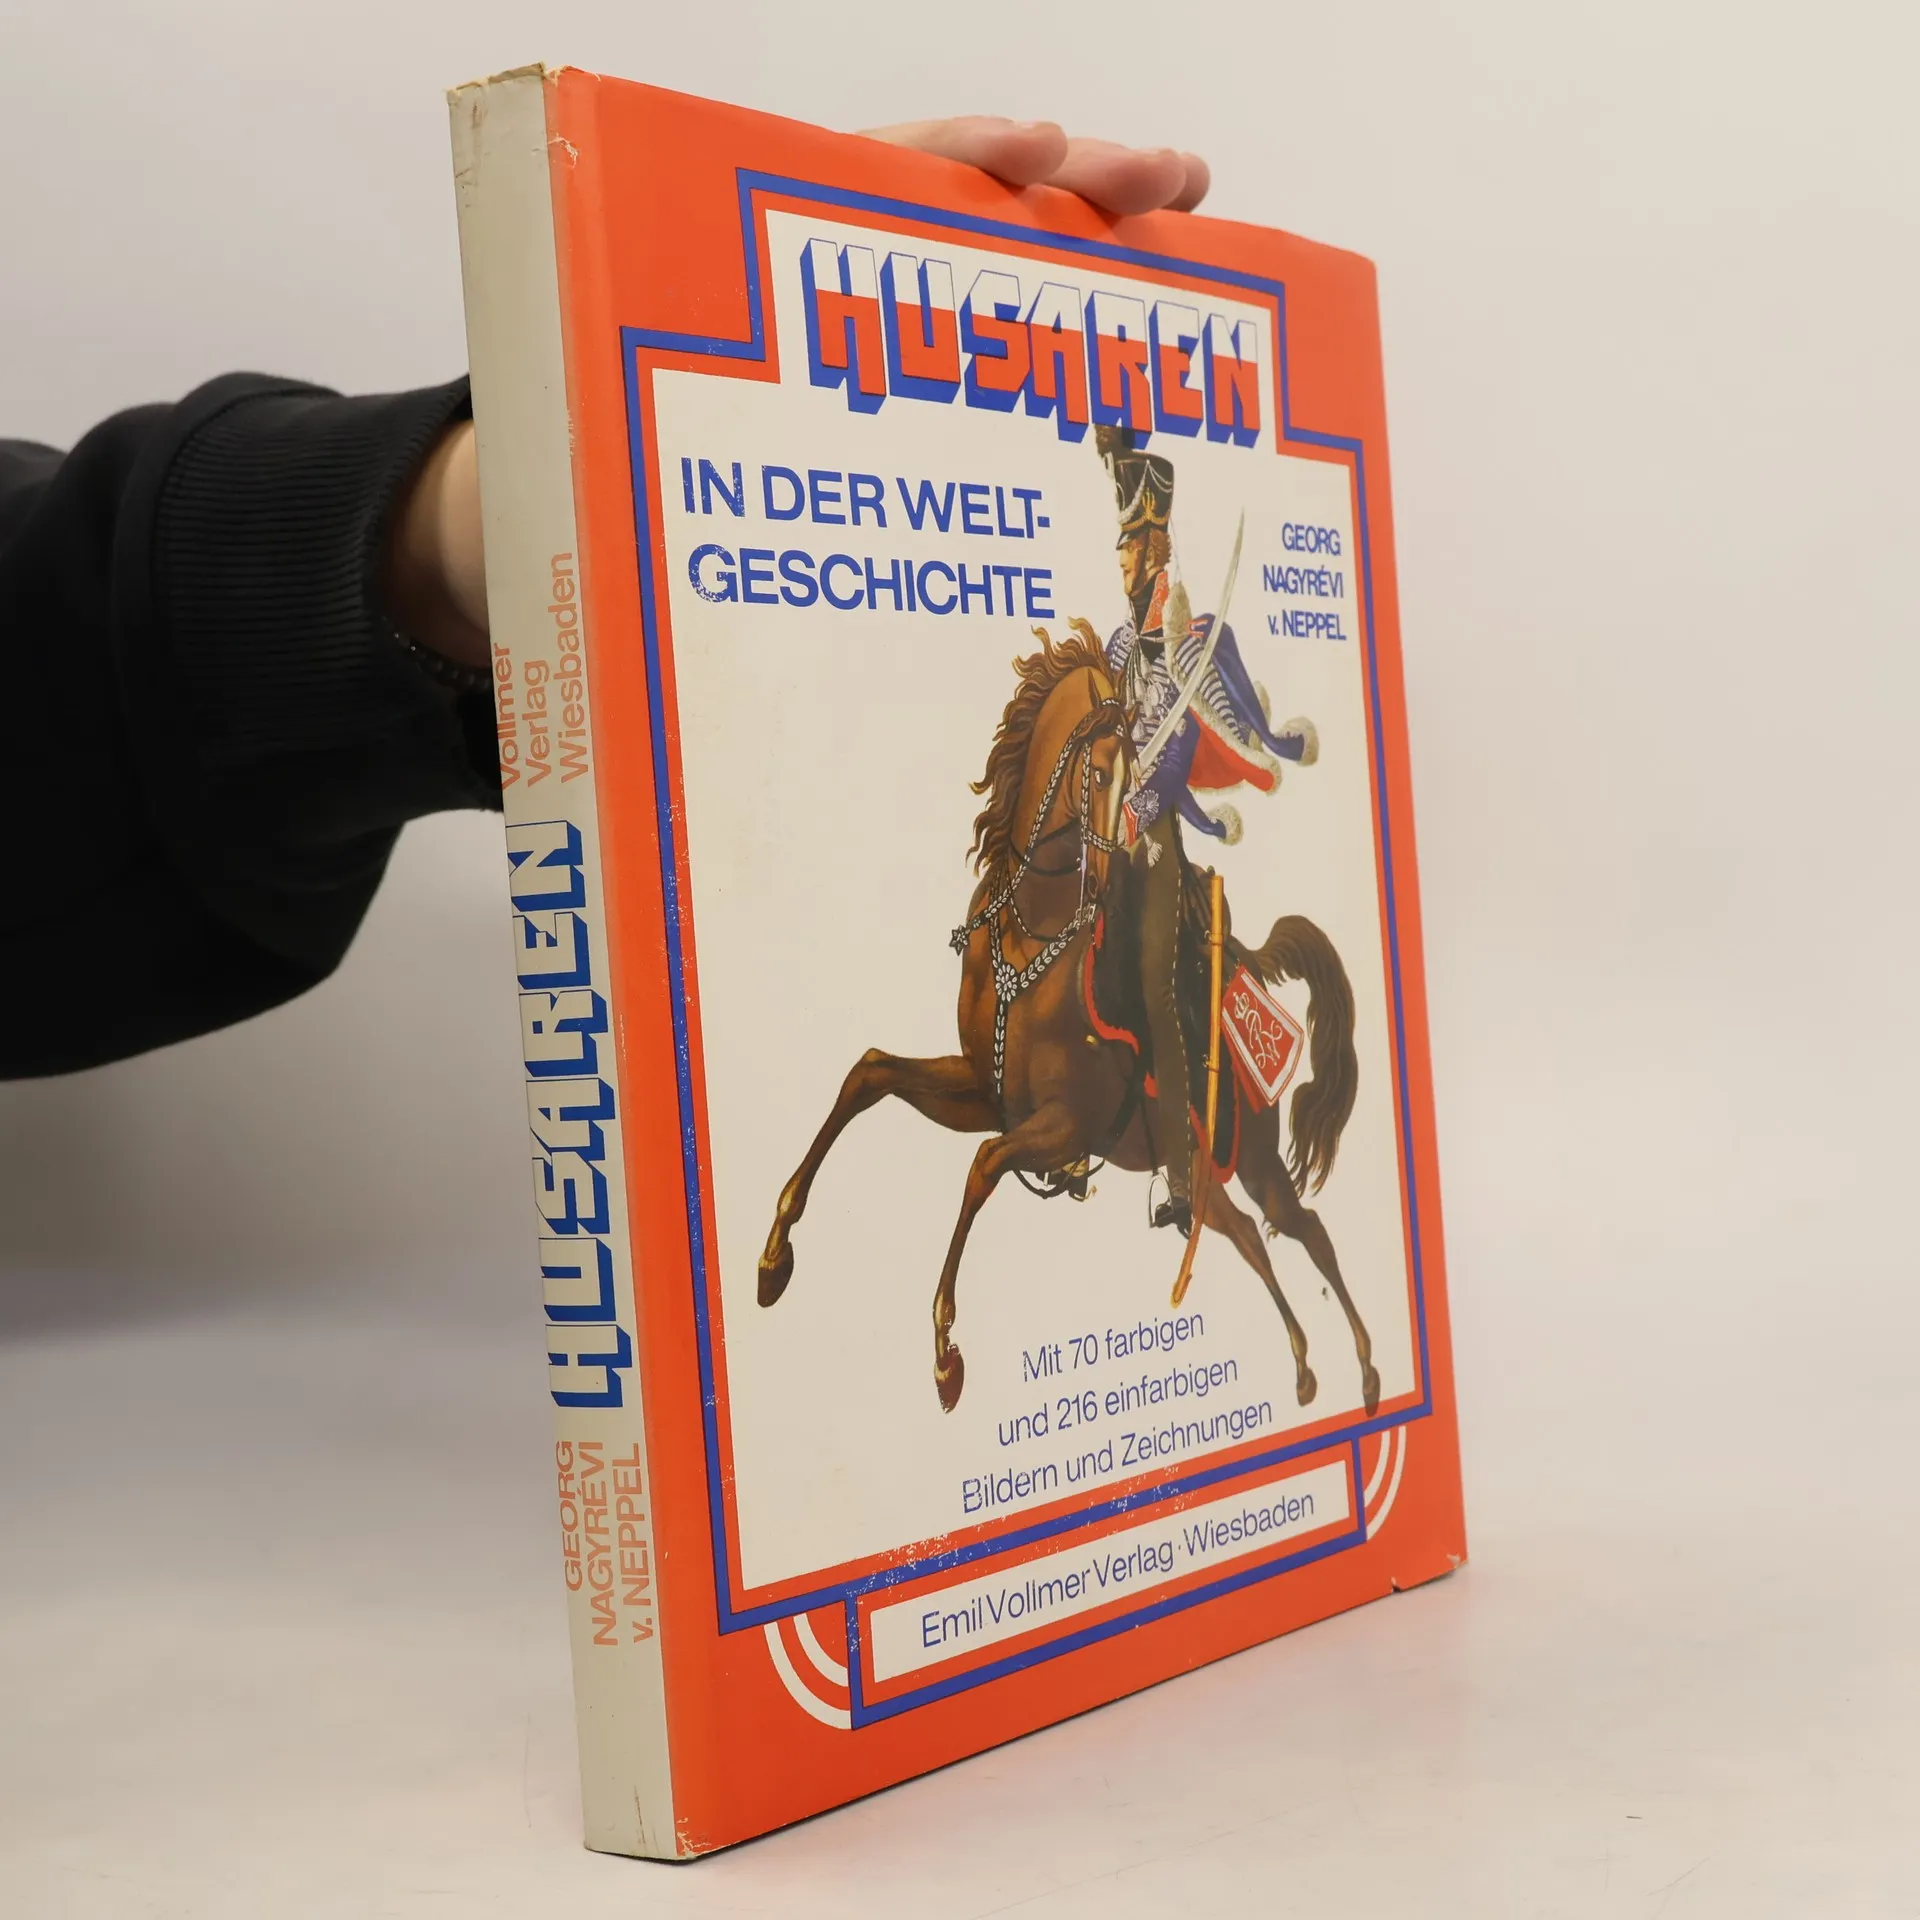 HUSAREN
IN DER WELT-
GESCHICHTE
GEORG
NAGYRÉVI
v. NEPPEL
Mit 70 farbigen
und 216 einfarbigen
Bildern und Zeichnungen
Emil Vollmer Verlag · Wiesbaden
Vollmer
Verlag
Wiesbaden
HUSAREN
GEORG
NAGYRÉVI
v. NEPPEL